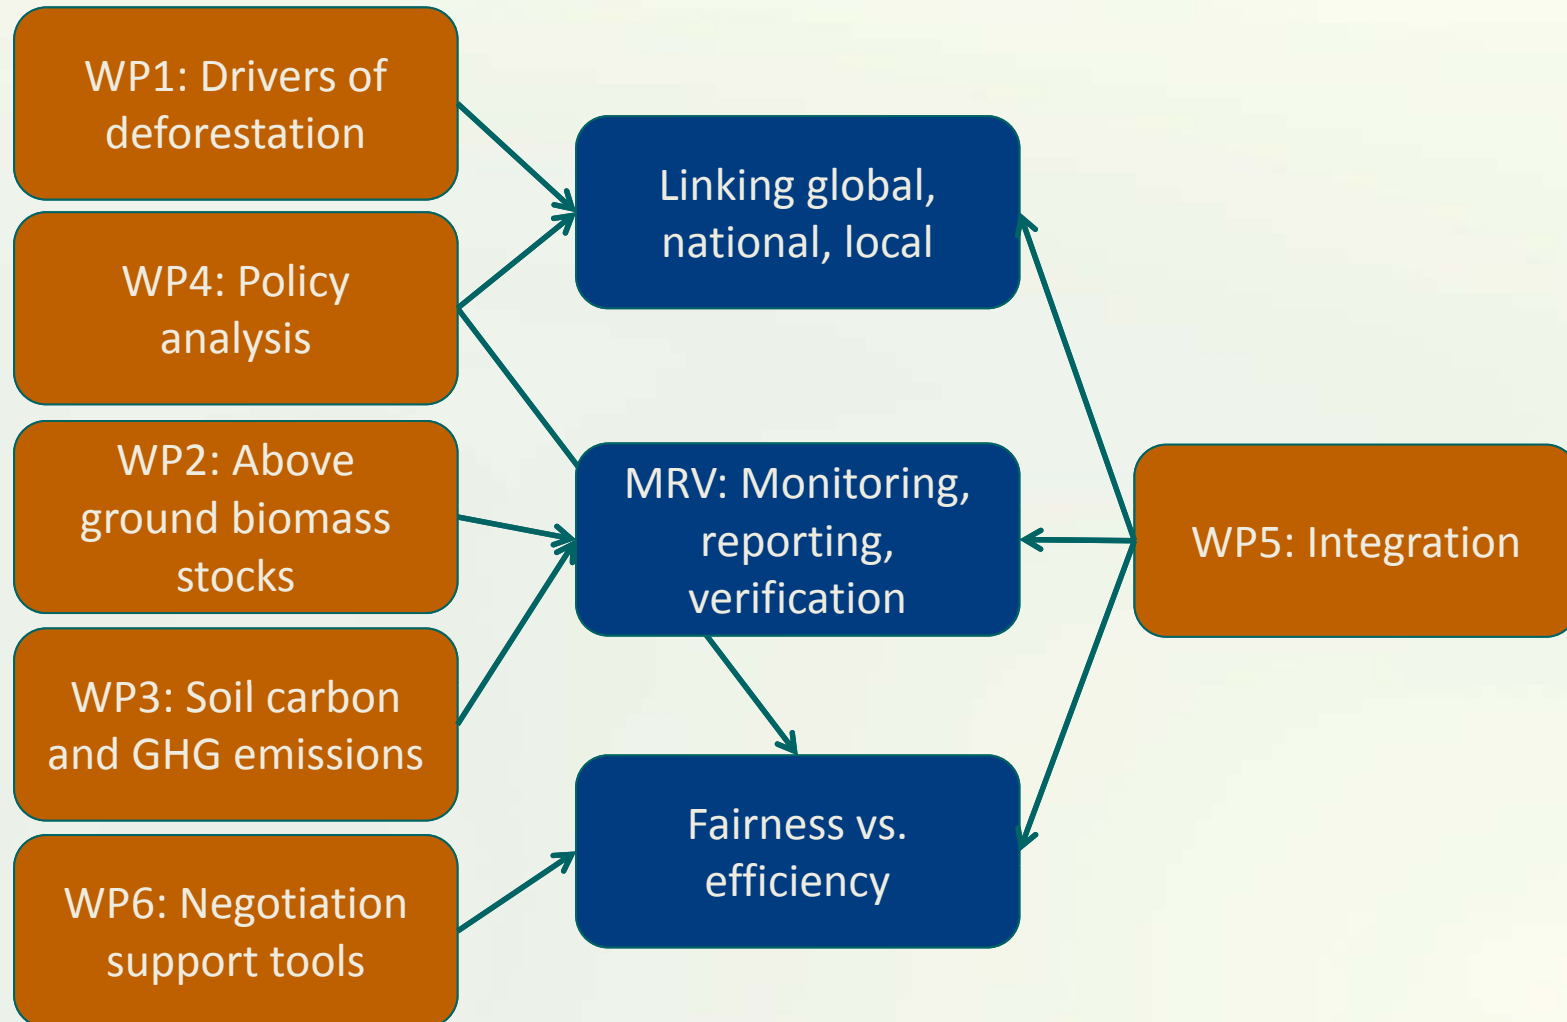 WP1: Drivers of
deforestation
WP4: Policy
analysis
WP2: Above
ground biomass
stocks
WP3: Soil carbon
and GHG emissions
WP6: Negotiation
support tools
Linking global,
national, local
MRV: Monitoring,
reporting,
verification
Fairness vs.
efficiency
WP5: Integration